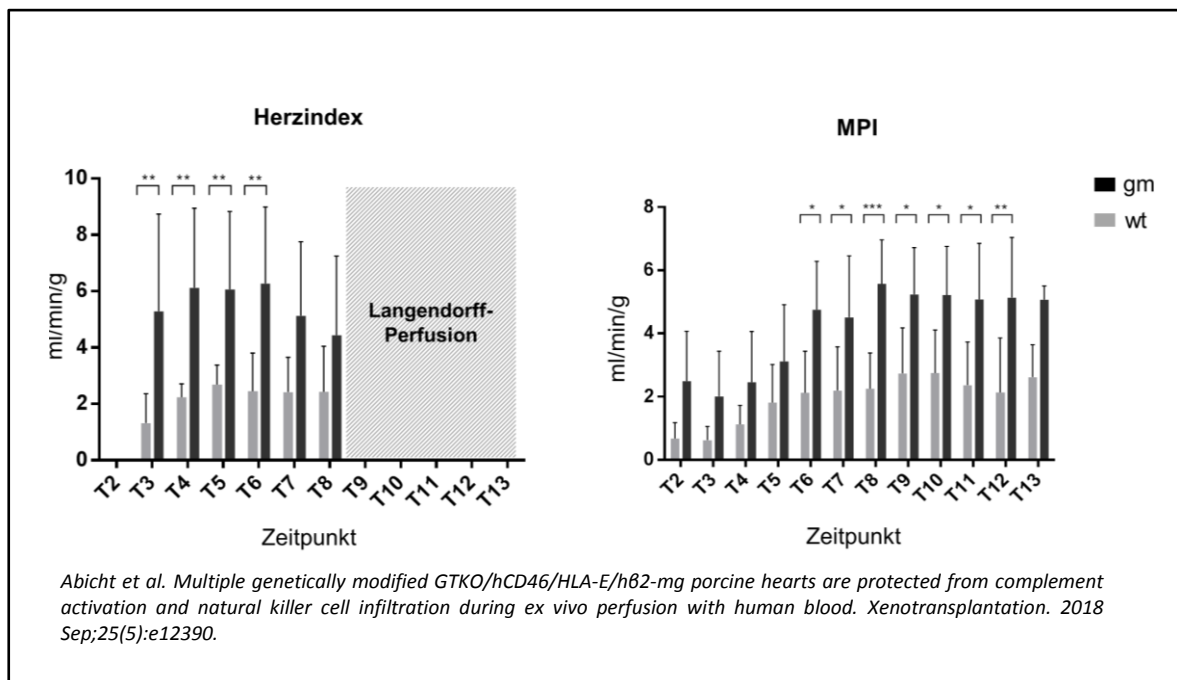 Herzindex
ml/min/g
10
8
6
4
2
0
** ** ** **
Langendorff-
Perfusion
T2 T3 T4 T5 T6 T7 T8 T9 T10 T11 T12 T13
Zeitpunkt
MPI
ml/min/g
8
6
4
2
0
* * *** * * * **
T2 T3 T4 T5 T6 T7 T8 T9 T10 T11 T12 T13
Zeitpunkt
gm
wt
Abicht et al. Multiple genetically modified GTKO/hCD46/HLA-E/hβ2-mg porcine hearts are protected from complement
activation and natural killer cell infiltration during ex vivo perfusion with human blood. Xenotransplantation. 2018
Sep;25(5):e12390.